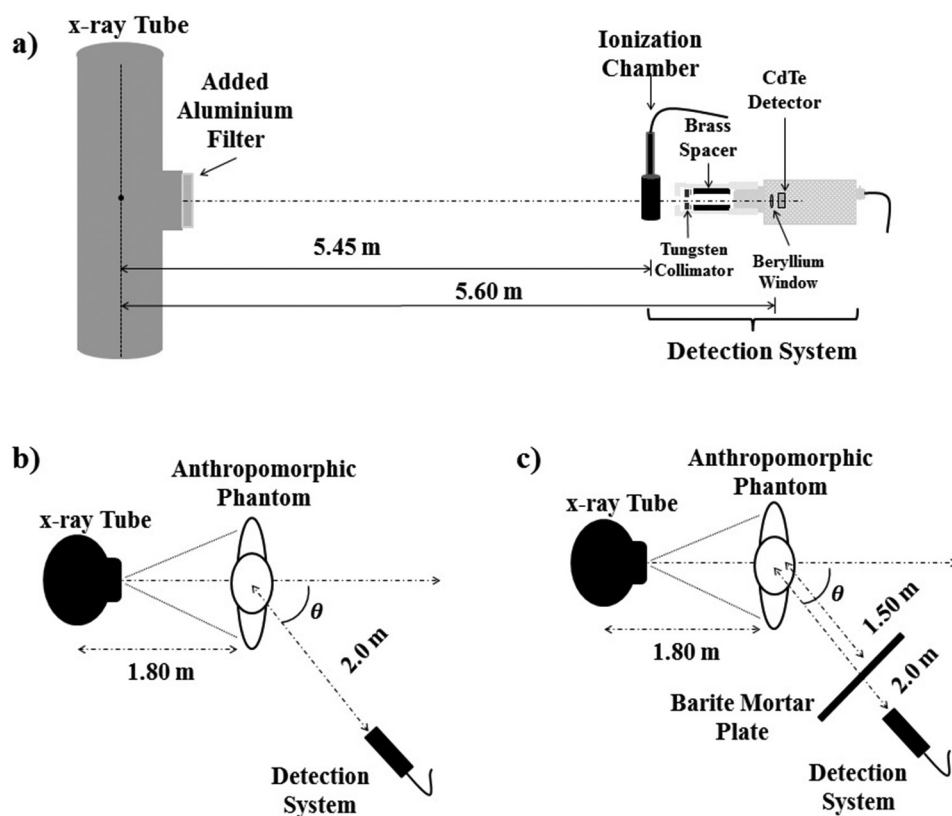 a)
x-ray Tube
Added
Aluminium
Filter
Ionization
Chamber
CdTe
Detector
Brass
Spacer
Tungsten
Collimator
Beryllium
Window
5.45 m
5.60 m
Detection System
b)
Anthropomorphic
Phantom
x-ray Tube
θ
2.0 m
1.80 m
Detection
System
c)
Anthropomorphic
Phantom
x-ray Tube
θ
1.50 m
1.80 m
2.0 m
Barite Mortar
Plate
Detection
System